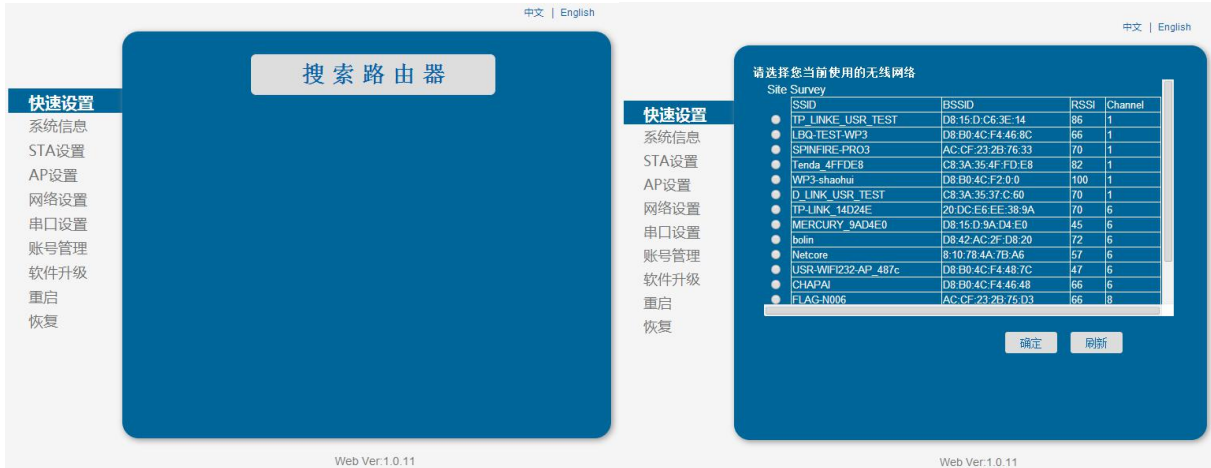 中文 | English
搜索路由器
快速设置
系统信息
STA设置
AP设置
网络设置
串口设置
账号管理
软件升级
重启
恢复
Web Ver:1.0.11
中文 | English
快速设置
系统信息
STA设置
AP设置
网络设置
串口设置
账号管理
软件升级
重启
恢复
请选择您当前使用的无线网络
Site Survey
SSID BSSID RSSI Channel
TP_LINKE_USR_TEST D8:15:D:C6:3E:14 86 1
LBQ-TEST-WP3 D8:B0:4C:F4:46:8C 66 1
SPINFIRE-PRO3 AC:CF:23:2B:76:33 70 1
Tenda_4FFDE8 C8:3A:35:4F:FD:E8 82 1
WP3-shaohui D8:B0:4C:F2:0:0 100 1
D_LINK_USR_TEST C8:3A:35:37:C:60 70 1
TP-LINK_14D24E 20:DC:E6:EE:38:9A 70 6
MERCURY_9AD4E0 D8:15:D:9A:D4:E0 45 6
bolin D8:42:AC:2F:D8:20 72 6
Netcore 8:10:78:4A:7B:A6 57 6
USR-WIFI232-AP_487c D8:B0:4C:F4:48:7C 47 6
CHAPAI D8:B0:4C:F4:46:48 66 6
FLAG-N006 AC:CF:23:2B:75:D3 66 8
确定 刷新
Web Ver:1.0.11